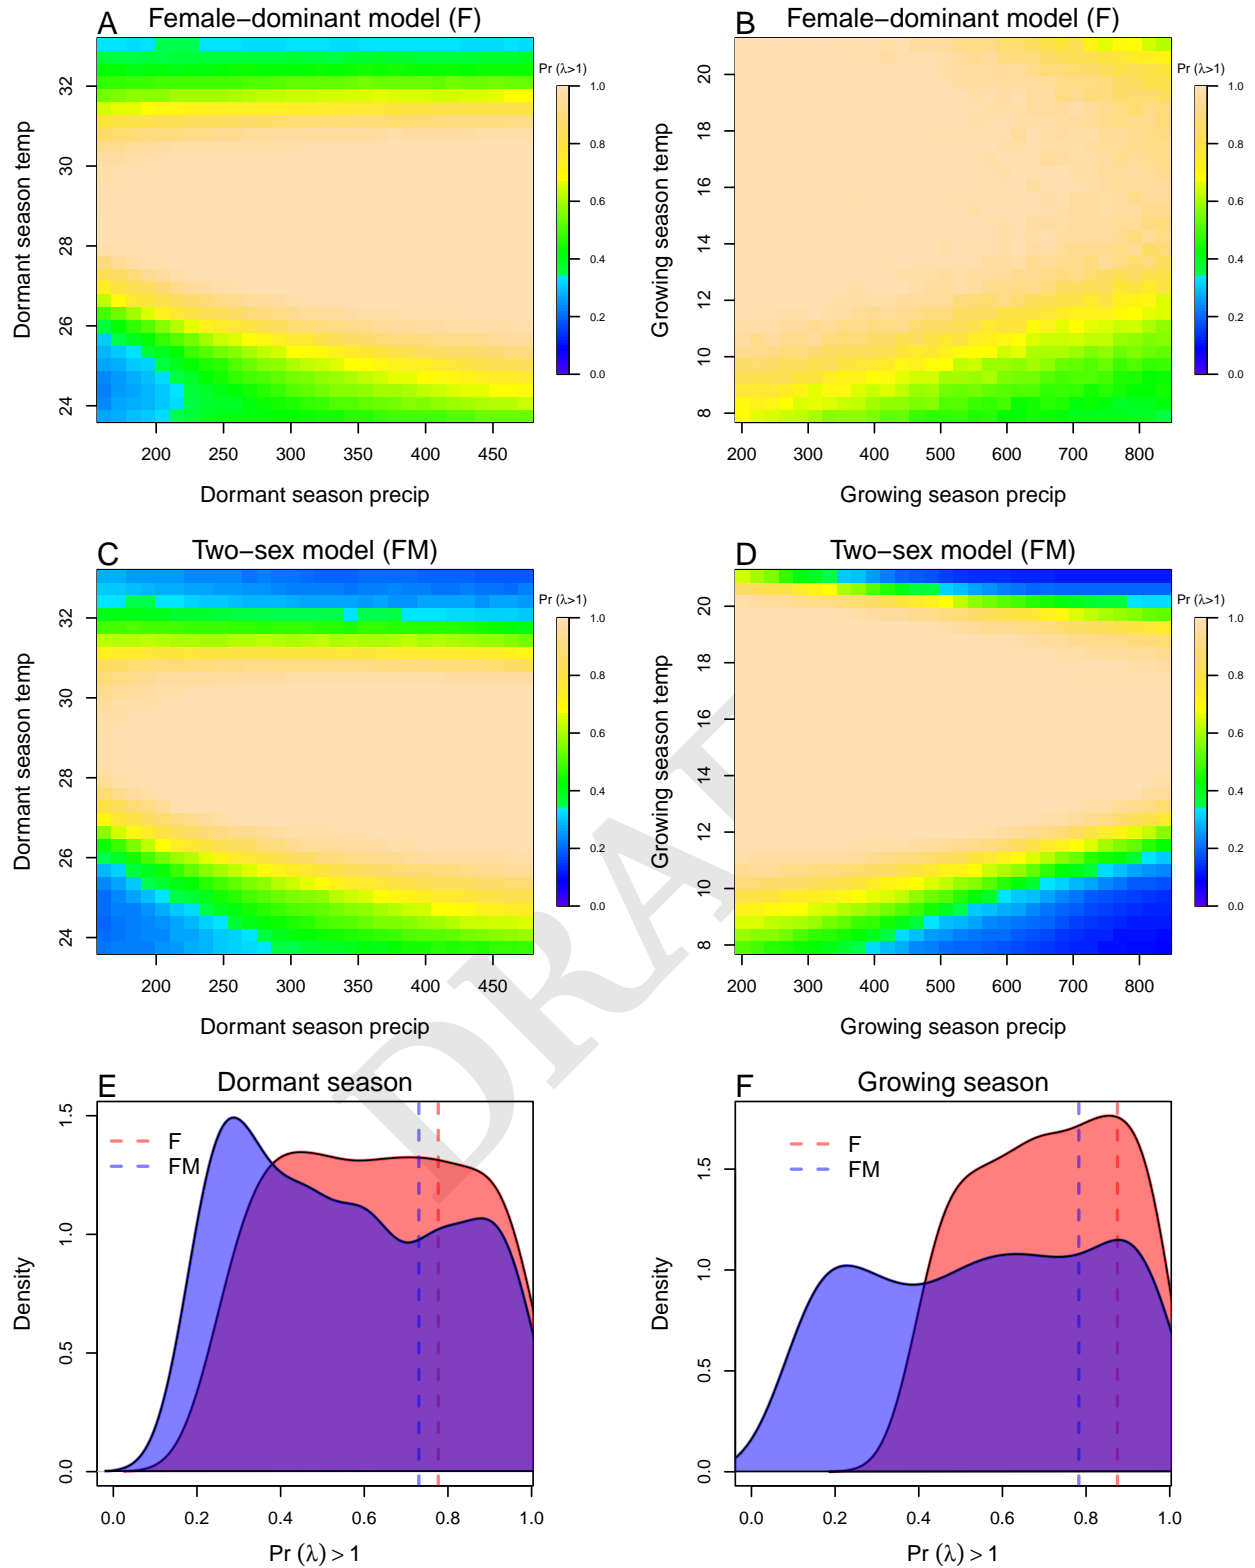 A Female−dominant model (F)
Pr (λ>1)
Dormant season temp
32
30
28
26
24
1.0
0.8
0.6
0.4
0.2
0.0
200 250 300 350 400 450
Dormant season precip
B Female−dominant model (F)
Pr (λ>1)
Growing season temp
20
18
16
14
12
10
8
1.0
0.8
0.6
0.4
0.2
0.0
200 300 400 500 600 700 800
Growing season precip
C Two−sex model (FM)
Pr (λ>1)
Dormant season temp
32
30
28
26
24
1.0
0.8
0.6
0.4
0.2
0.0
200 250 300 350 400 450
Dormant season precip
D Two−sex model (FM)
Pr (λ>1)
Growing season temp
20
18
16
14
12
10
8
1.0
0.8
0.6
0.4
0.2
0.0
200 300 400 500 600 700 800
Growing season precip
E Dormant season
F
FM
Density
1.5
1.0
0.5
0.0
0.0 0.2 0.4 0.6 0.8 1.0
Pr (λ) > 1
F Growing season
F
FM
Density
1.5
1.0
0.5
0.0
0.0 0.2 0.4 0.6 0.8 1.0
Pr (λ) > 1